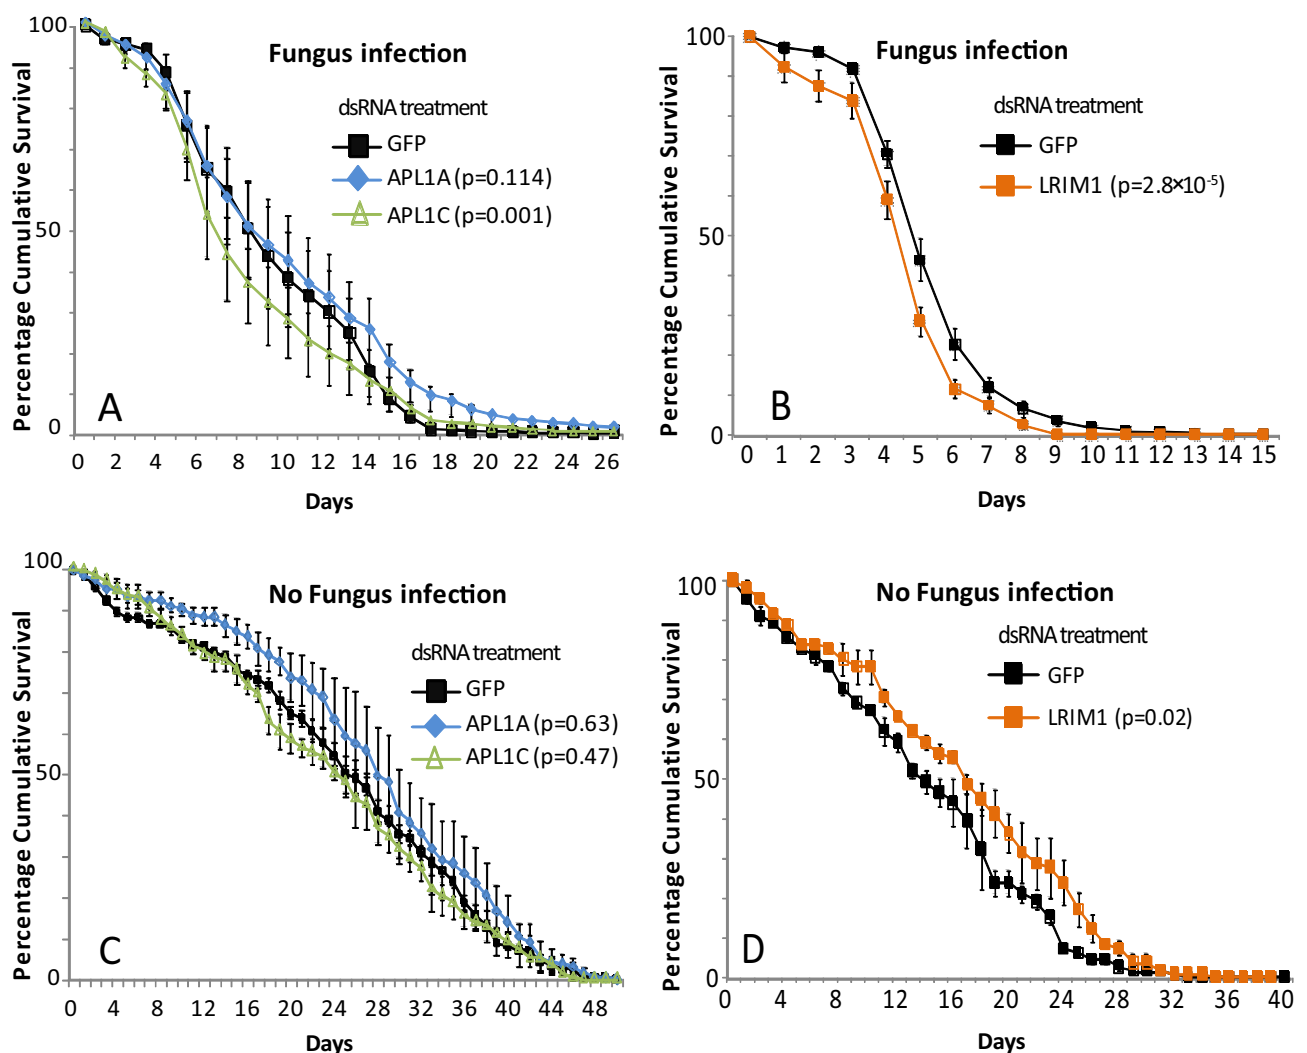 Percentage Cumulative Survival
100
50
0
Fungus infection
dsRNA treatment
GFP
APL1A (p=0.114)
APL1C (p=0.001)
A
0 2 4 6 8 10 12 14 16 18 20 22 24 26
Days
Percentage Cumulative Survival
100
50
0
Fungus infection
dsRNA treatment
GFP
LRIM1 (p=2.8×10⁻⁵)
B
0 1 2 3 4 5 6 7 8 9 10 11 12 13 14 15
Days
Percentage Cumulative Survival
100
50
0
No Fungus infection
dsRNA treatment
GFP
APL1A (p=0.63)
APL1C (p=0.47)
C
0 4 8 12 16 20 24 28 32 36 40 44 48
Days
Percentage Cumulative Survival
100
50
0
No Fungus infection
dsRNA treatment
GFP
LRIM1 (p=0.02)
D
0 4 8 12 16 20 24 28 32 36 40
Days